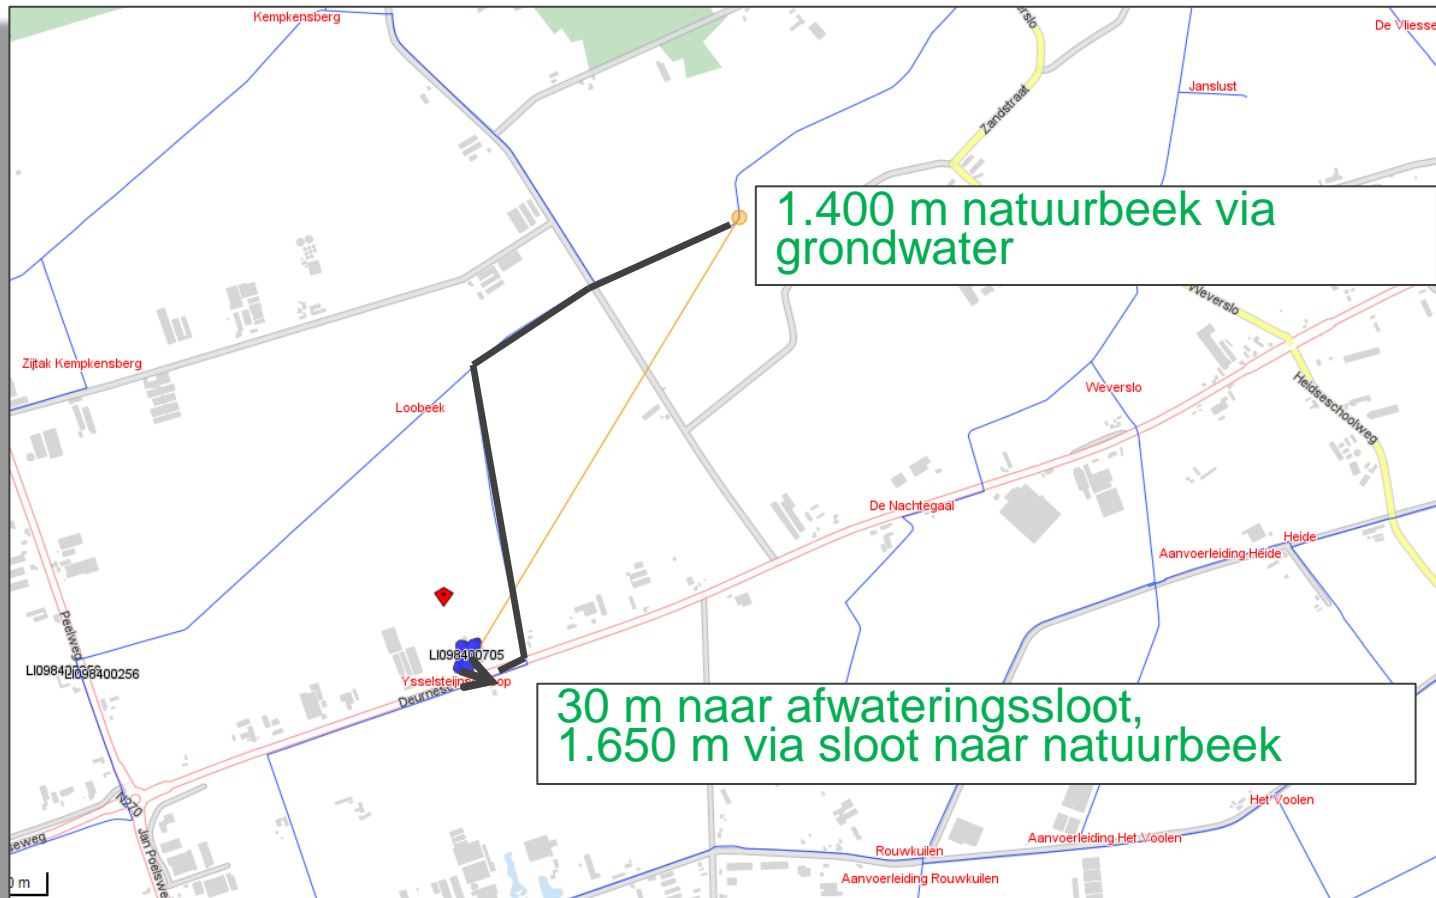 Kempkensberg
De Vliesse
Janslust
Zandstraat
1.400 m natuurbeek via
grondwater
Weverslo
Zijtak Kempkensberg
Weverslo
Heidseschoolweg
Loobeek
De Nachtegaal
Heide
Aanvoerleiding Heide
Peelweg
LI098400705
LI098400256
30 m naar afwateringssloot,
1.650 m via sloot naar natuurbeek
N270
Jan Poelsweg
Het Voolen
seweg
Aanvoerleiding Het Voolen
Rouwkuilen
Aanvoerleiding Rouwkuilen
0 m